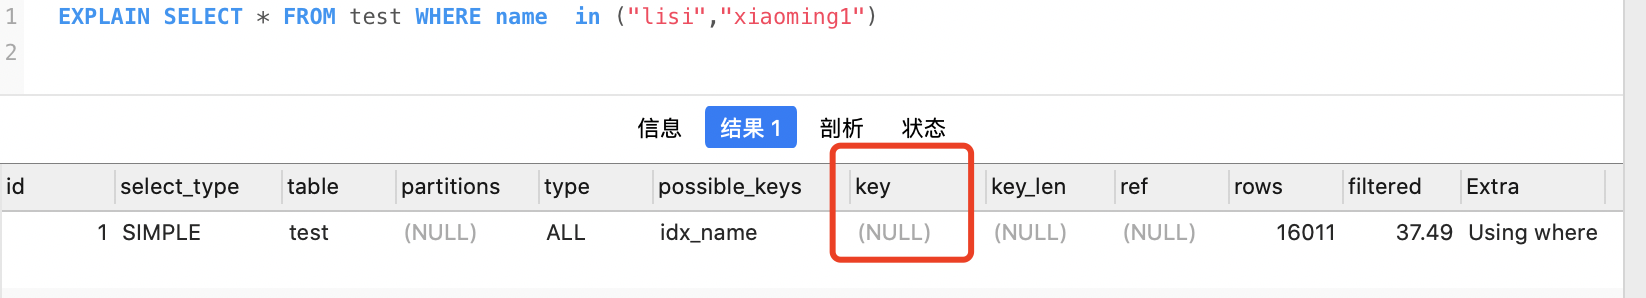 1 EXPLAIN SELECT * FROM test WHERE name  in ("lisi","xiaoming1")
2
信息 结果 1 剖析 状态
id select_type table partitions type possible_keys key key_len ref rows filtered Extra
1 SIMPLE test (NULL) ALL idx_name (NULL) (NULL) (NULL) 16011 37.49 Using where